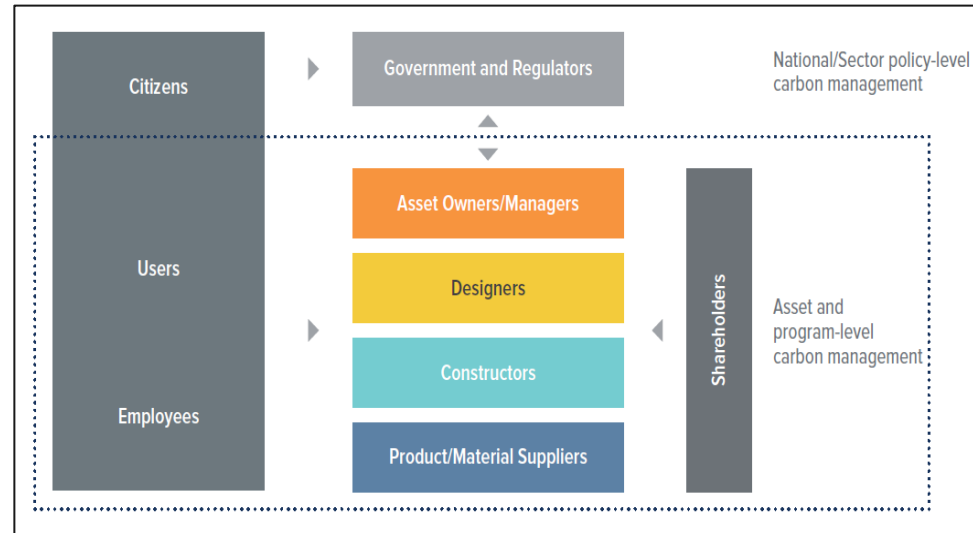 Citizens
Users
Employees
Government and Regulators
Asset Owners/Managers
Designers
Constructors
Product/Material Suppliers
Shareholders
National/Sector policy-level
carbon management
Asset and
program-level
carbon management